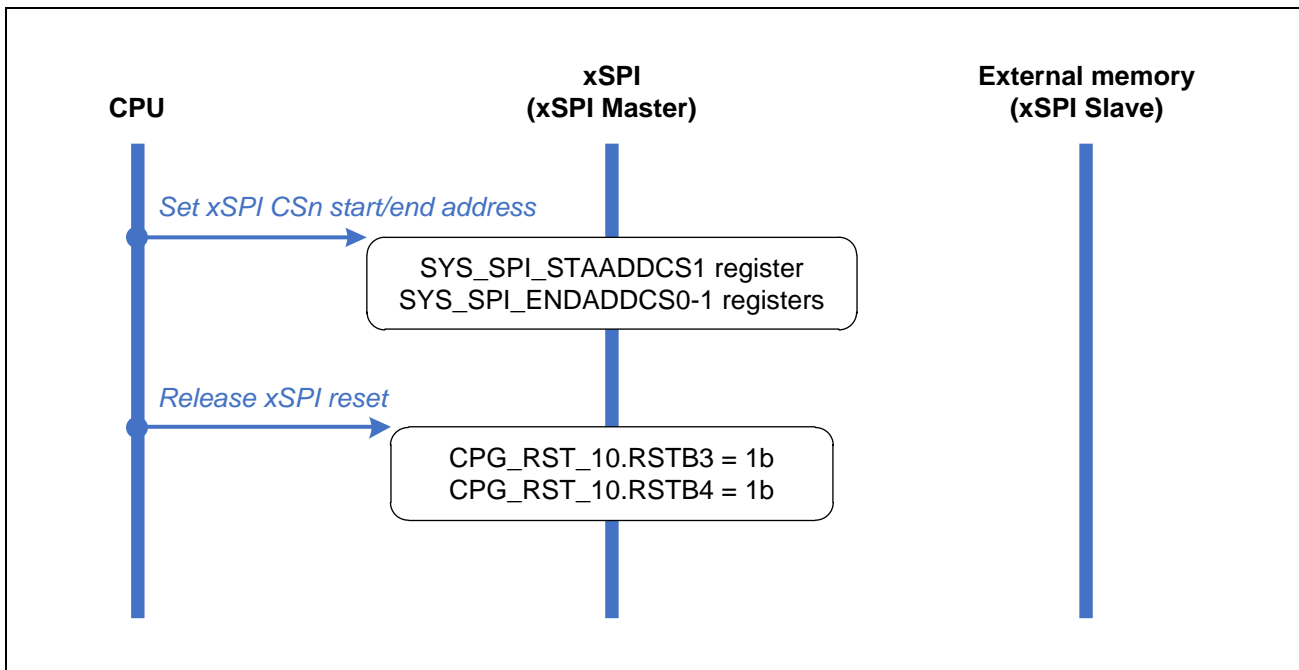 CPU
xSPI
(xSPI Master)
External memory
(xSPI Slave)
Set xSPI CSn start/end address
SYS_SPI_STAADDCS1 register
SYS_SPI_ENDADDCS0-1 registers
Release xSPI reset
CPG_RST_10.RSTB3 = 1b
CPG_RST_10.RSTB4 = 1b